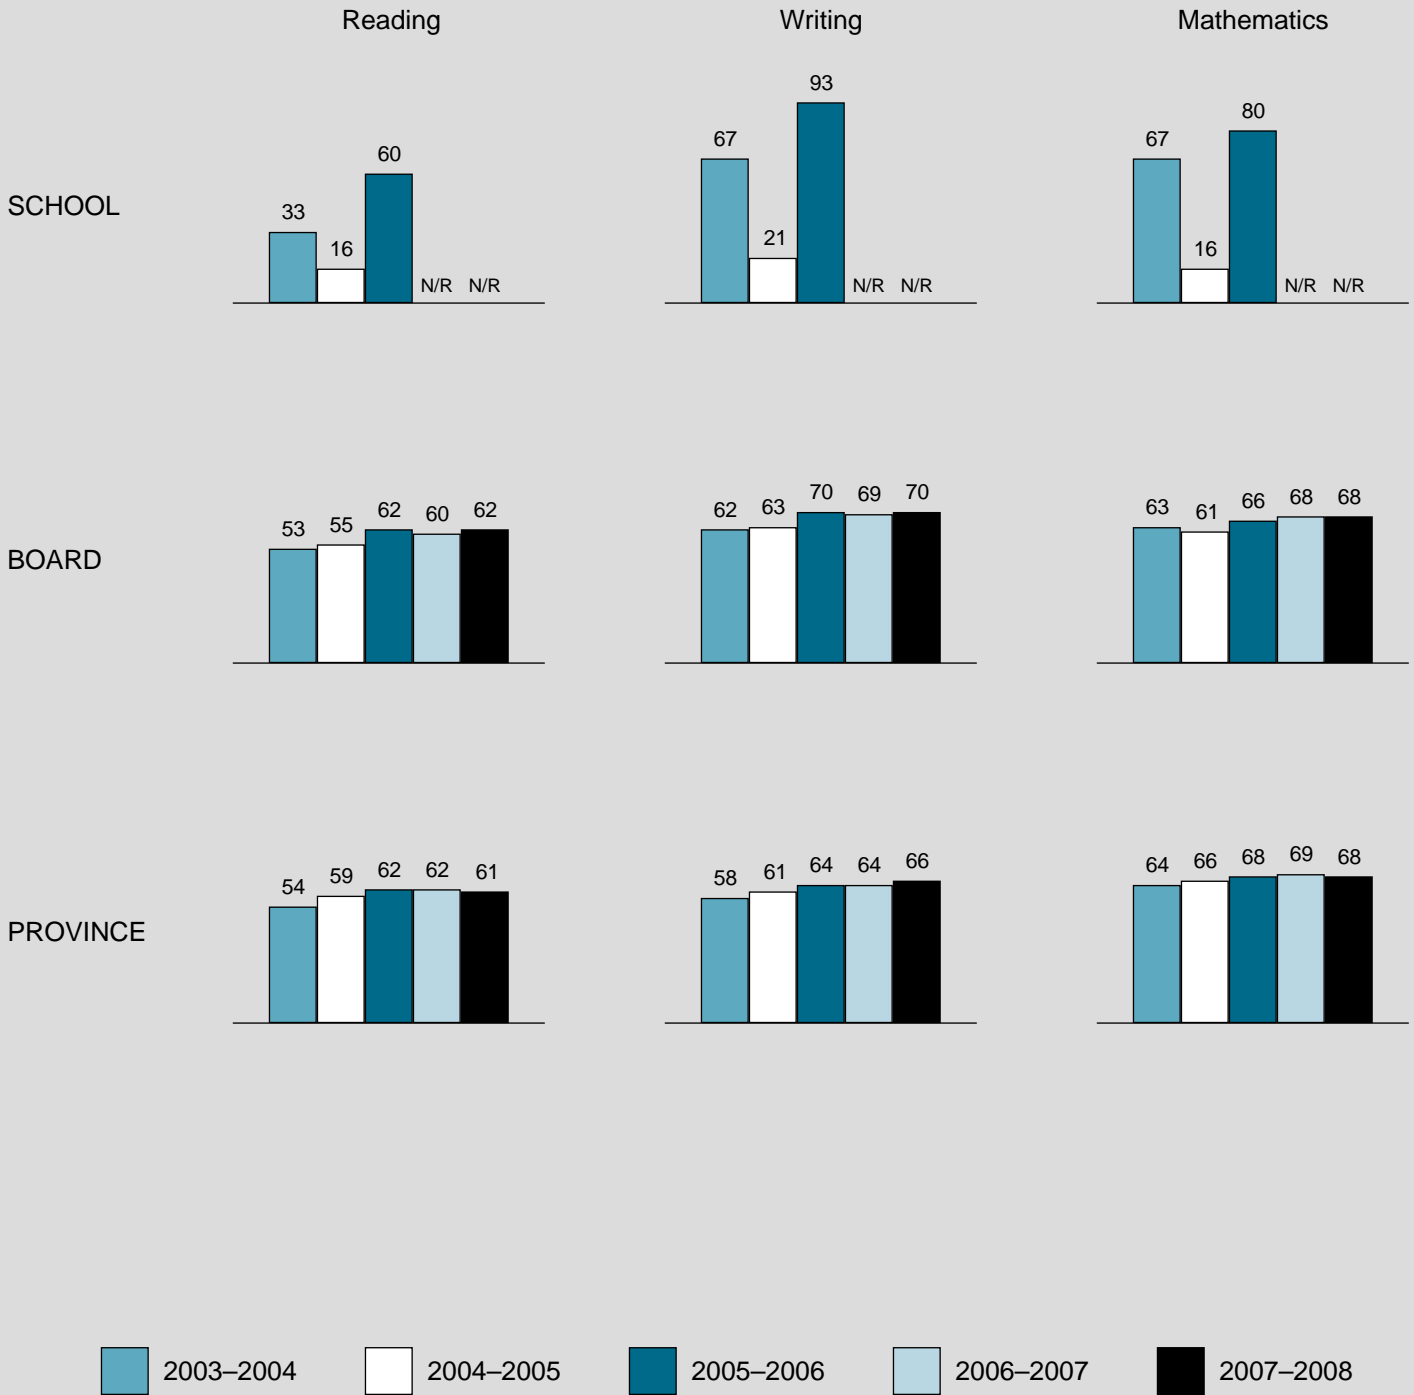 Reading Writing Mathematics
SCHOOL
33 16 60 N/R N/R
67 21 93 N/R N/R
67 16 80 N/R N/R
BOARD
53 55 62 60 62
62 63 70 69 70
63 61 66 68 68
PROVINCE
54 59 62 62 61
58 61 64 64 66
64 66 68 69 68
2003–2004 2004–2005 2005–2006 2006–2007 2007–2008